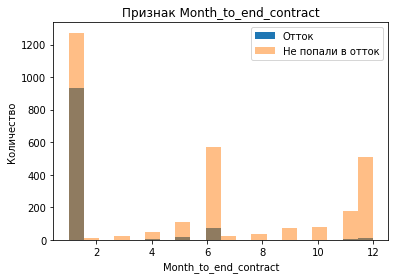 Признак Month_to_end_contract
Отток
Не попали в отток
Количество
1200
1000
800
600
400
200
0
2
4
6
8
10
12
Month_to_end_contract